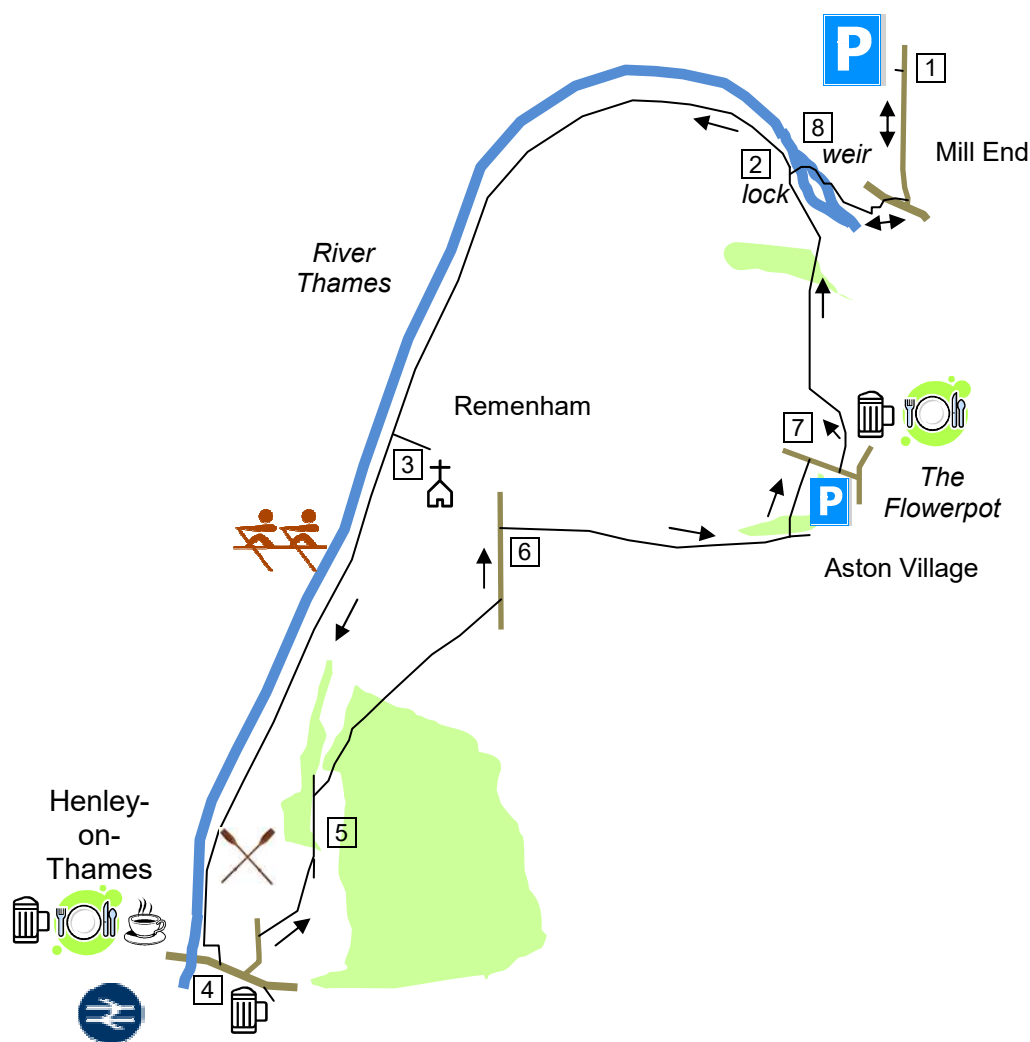 P
1
8
weir
Mill End
2
lock
River
Thames
Remenham
7
3
The
Flowerpot
P
6
Aston Village
Henley-
on-
Thames
5
4